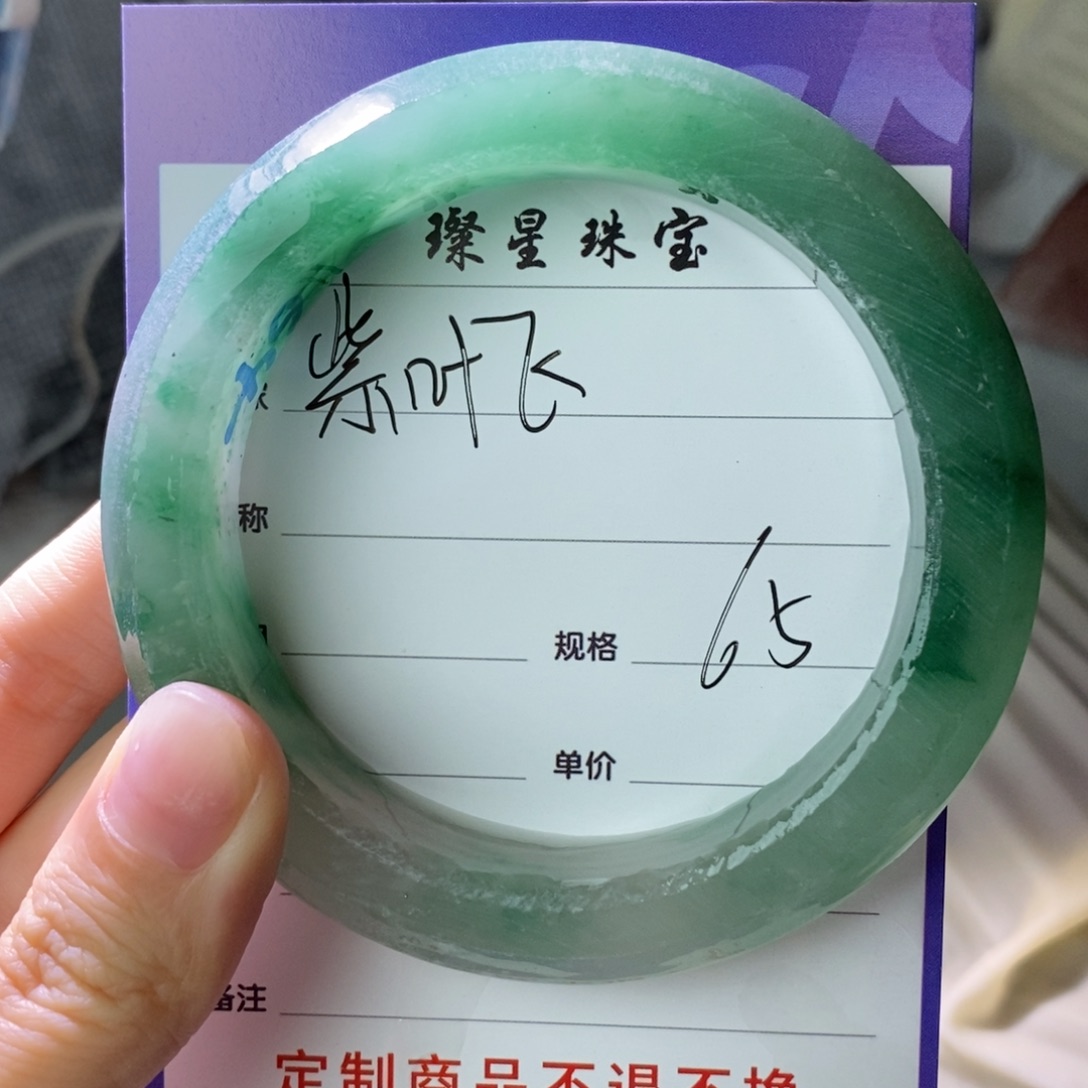 璨星珠宝
紫叶飞
称
规格 65
单价
备注
定制商品不退不换